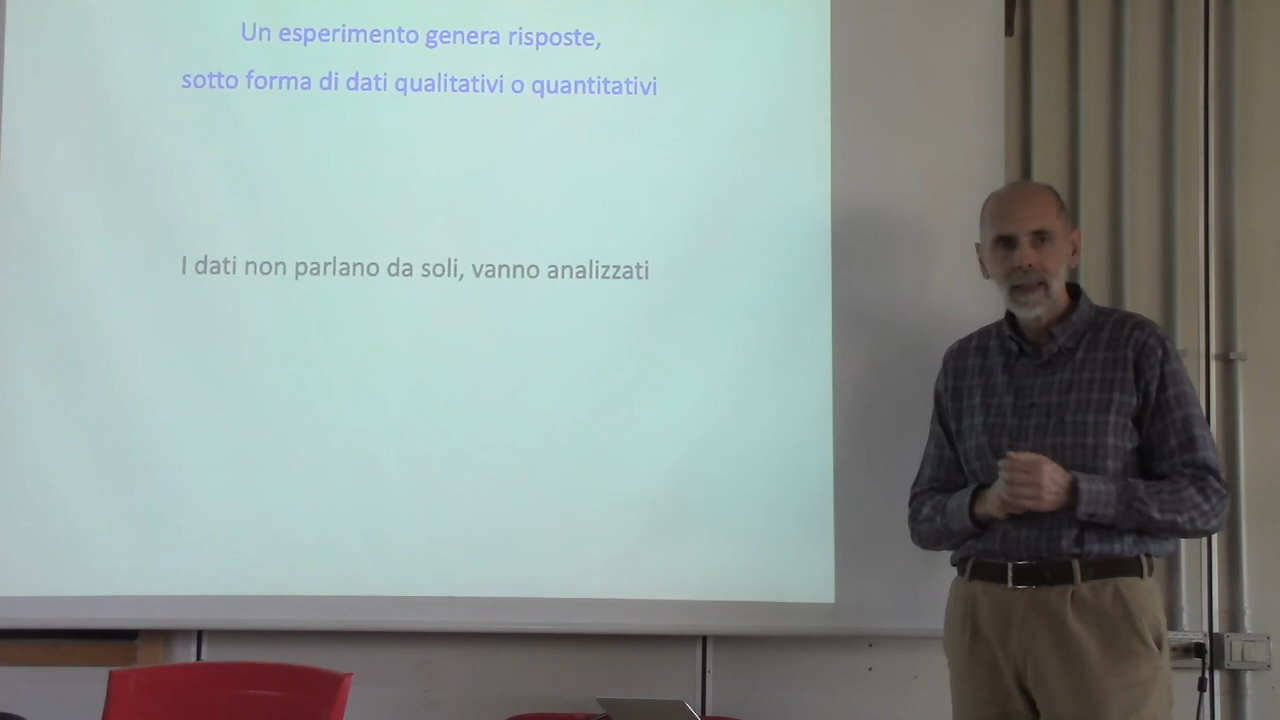 Un esperimento genera risposte,
sotto forma di dati qualitativi o quantitativi
I dati non parlano da soli, vanno analizzati